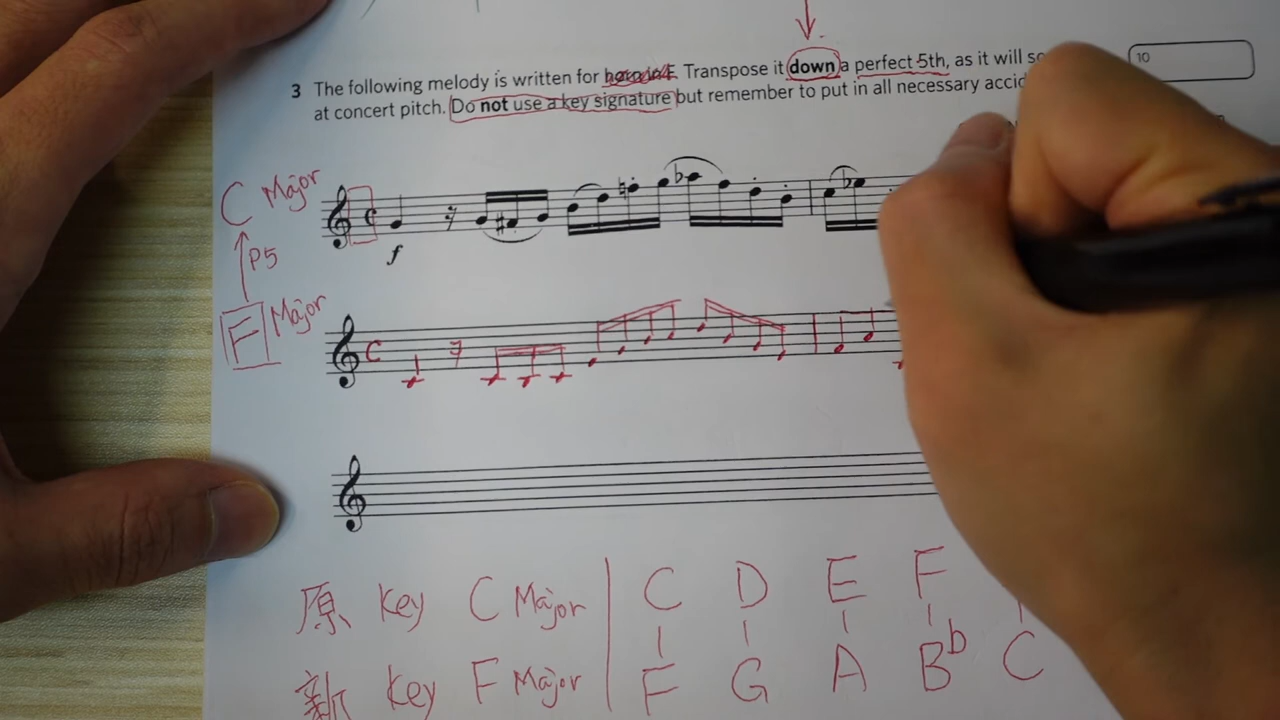 3 The following melody is written for horn in F. Transpose it down a perfect 5th, as it will
10
at concert pitch. Do not use a key signature but remember to put in all necessary
C Major
f
P5
F Major
原 Key C Major C D E F
新 Key F Major F G A Bb C